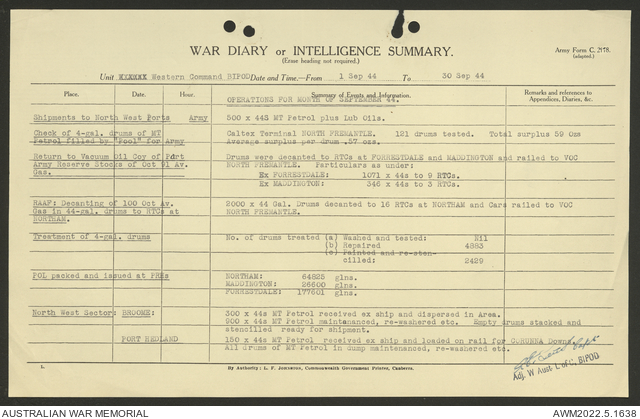 WAR DIARY or INTELLIGENCE SUMMARY.
(Erase heading not required.)
Army Form C. 2118.
(adapted.)
Unit Western Command BIPOD Date and Time.—From 1 Sep 44 To 30 Sep 44
Place. Date. Hour. Summary of Events and Information. Remarks and references to
Appendices, Diaries, &c.
OPERATIONS FOR MONTH OF SEPTEMBER 44.
Shipments to North West Ports Army 500 x 44S MT Petrol plus Lub Oils.
Check of 4-gal. drums of MT Caltex Terminal NORTH FREMANTLE. 121 drums tested. Total surplus 59 Ozs
Petrol filled by "Pool" for Army Average surplus per drum .57 ozs.
Return to Vacuum Oil Coy of Part Drums were decanted to RTCs at FORRESTDALE and MADDINGTON and railed to VOC
Army Reserve Stocks of Oct 91 Av. NORTH FREMANTLE. Particulars as under:
Gas. Ex FORRESTDALE: 1071 x 44s to 9 RTCs.
Ex MADDINGTON: 346 x 44s to 3 RTCs.
RAAF: Decanting of 100 Oct Av. 2000 x 44 Gal. Drums decanted to 16 RTCs at NORTHAM and Cars railed to VOC
Gas in 44-gal. drums to RTCs at NORTH FREMANTLE.
NORTHAM.
Treatment of 4-gal. drums No. of drums treated (a) Washed and tested: Nil
(b) Repaired 4883
(c) Painted and re-sten-
cilled: 2429
POL packed and issued at PRPs NORTHAM: 64825 glns.
MADDINGTON: 26600 glns.
FORRESTDALE: 177601 glns.
North West Sector: BROOME: 300 x 44s MT Petrol received ex ship and dispersed in Area.
900 x 44s MT Petrol maintenanced, re-washered etc. Empty drums stacked and
stencilled ready for shipment.
PORT HEDLAND 150 x 44s MT Petrol received ex ship and loaded on rail for CORUNNA Downs.
All drums of MT Petrol in dump maintenanced, re-washered etc.
Capt
Adj. W Aust L of C. BIPOD
L. By Authority: L. F. Johnston, Commonwealth Government Printer, Canberra.
AUSTRALIAN WAR MEMORIAL AWM2022.5.1638